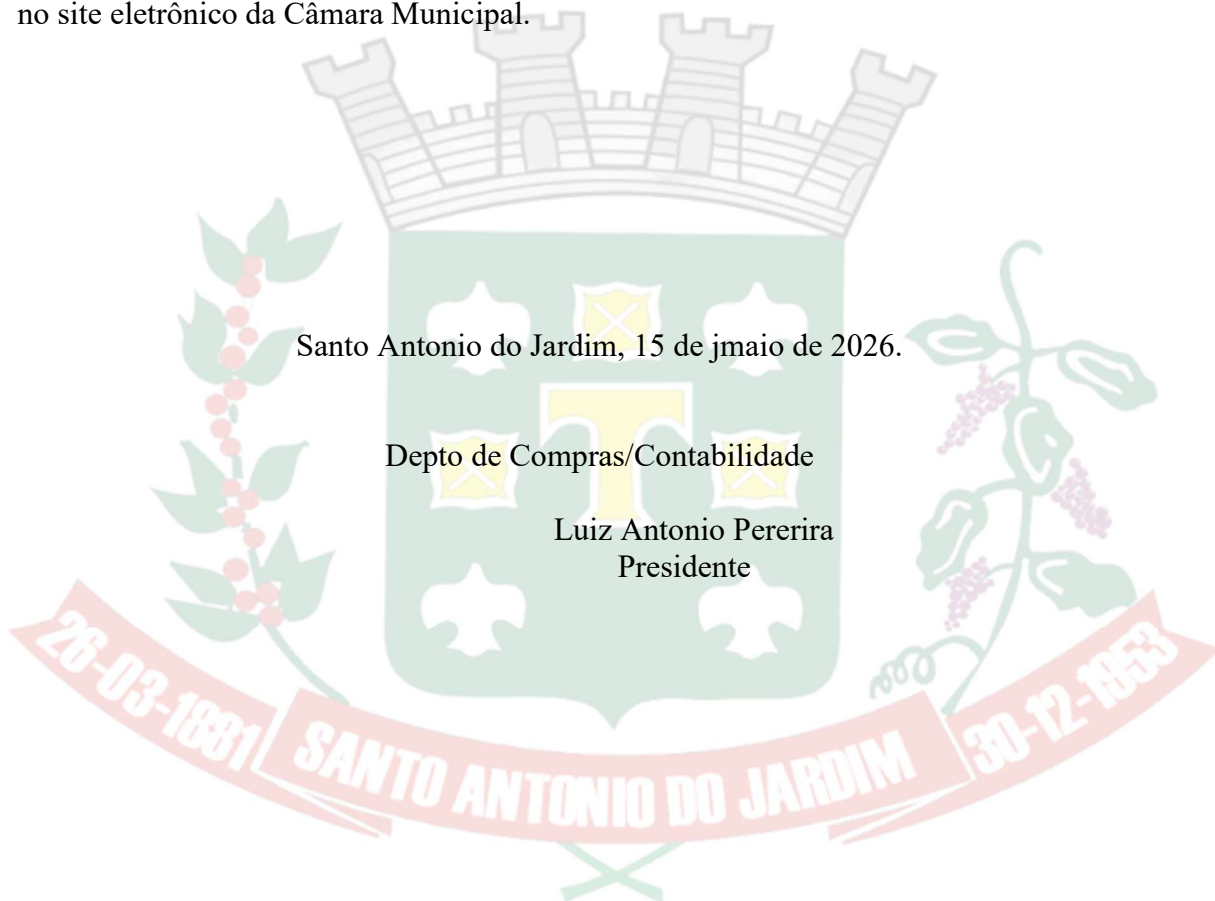 no site eletrônico da Câmara Municipal.
Santo Antonio do Jardim, 15 de jmaio de 2026.
Depto de Compras/Contabilidade
Luiz Antonio Pererira
Presidente
26-03-1881
SANTO ANTONIO DO JARDIM
30-12-1953